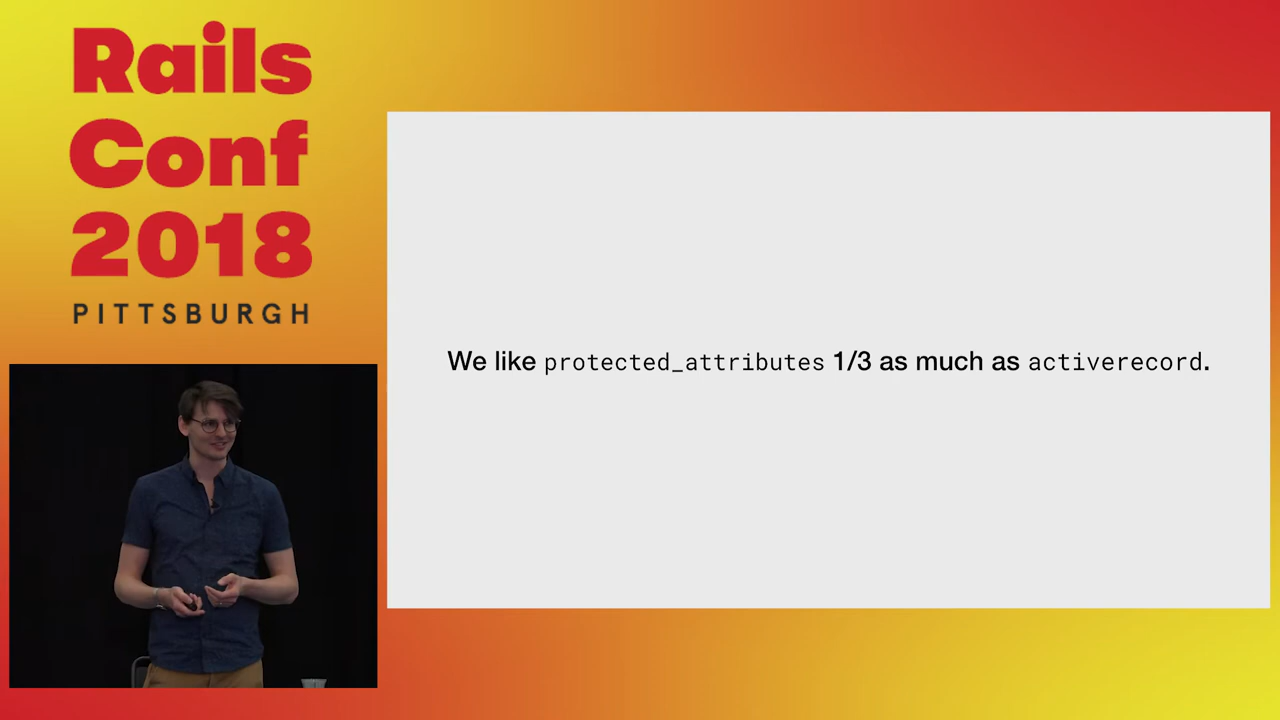 Rails
Conf
2018
PITTSBURGH
We like protected_attributes 1/3 as much as activerecord.